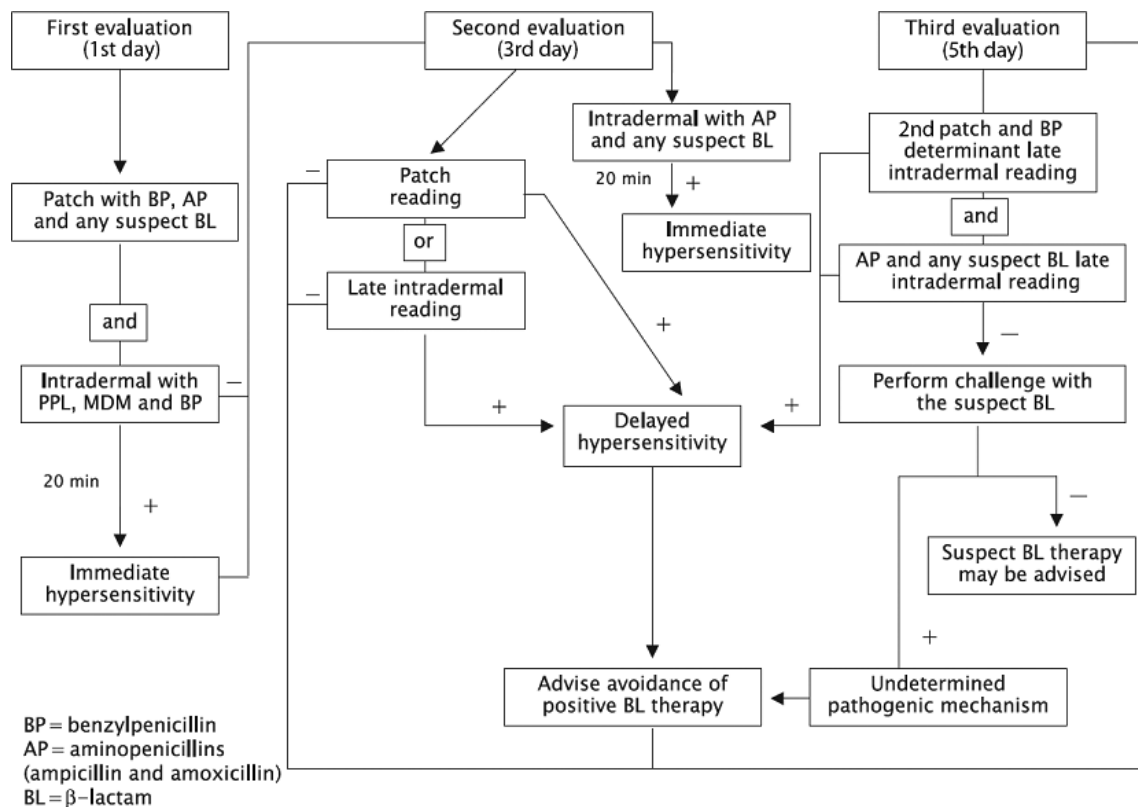 First evaluation
(1st day)
Second evaluation
(3rd day)
Third evaluation
(5th day)
Patch with BP, AP
and any suspect BL
and
Intradermal with
PPL, MDM and BP
−
20 min
+
Immediate
hypersensitivity
Intradermal with AP
and any suspect BL
20 min
+
Immediate
hypersensitivity
−
Patch
reading
or
−
Late intradermal
reading
+
+
Delayed
hypersensitivity
2nd patch and BP
determinant late
intradermal reading
and
AP and any suspect BL late
intradermal reading
−
+
Perform challenge with
the suspect BL
−
Suspect BL therapy
may be advised
+
Undetermined
pathogenic mechanism
Advise avoidance of
positive BL therapy
BP = benzylpenicillin
AP = aminopenicillins
(ampicillin and amoxicillin)
BL = β-lactam